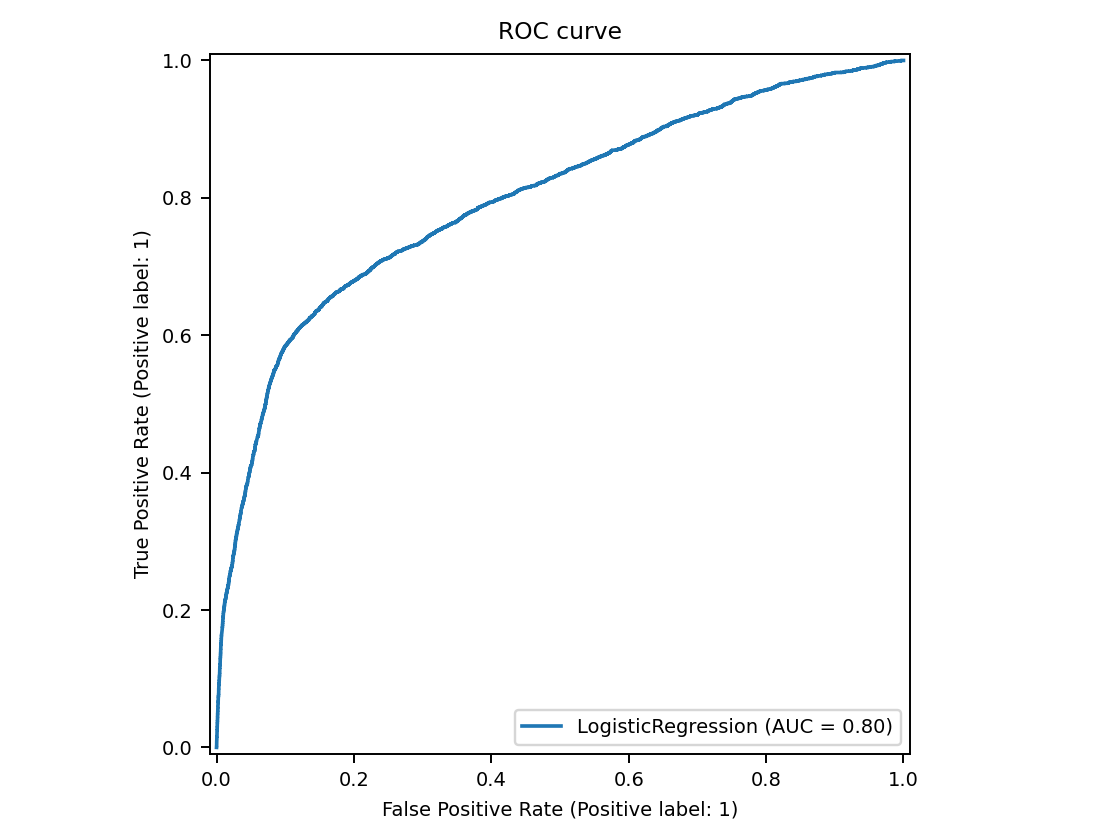 ROC curve
True Positive Rate (Positive label: 1)
1.0
0.8
0.6
0.4
0.2
0.0
LogisticRegression (AUC = 0.80)
0.0 0.2 0.4 0.6 0.8 1.0
False Positive Rate (Positive label: 1)